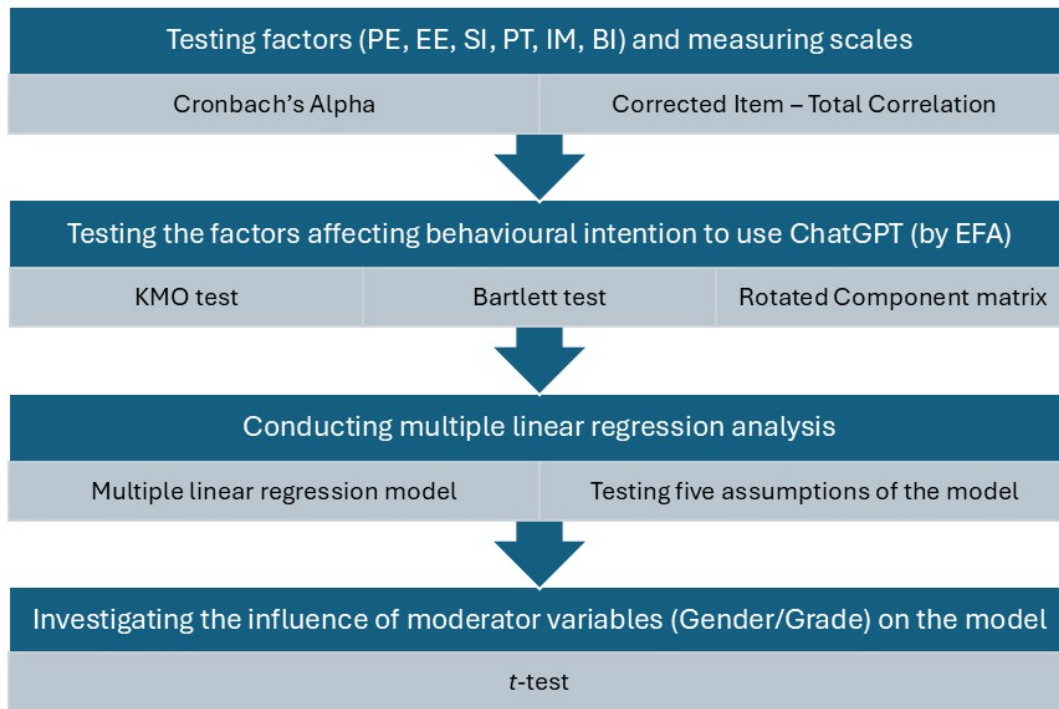 Testing factors (PE, EE, SI, PT, IM, BI) and measuring scales
Cronbach’s Alpha
Corrected Item – Total Correlation
Testing the factors affecting behavioural intention to use ChatGPT (by EFA)
KMO test
Bartlett test
Rotated Component matrix
Conducting multiple linear regression analysis
Multiple linear regression model
Testing five assumptions of the model
Investigating the influence of moderator variables (Gender/Grade) on the model
t-test